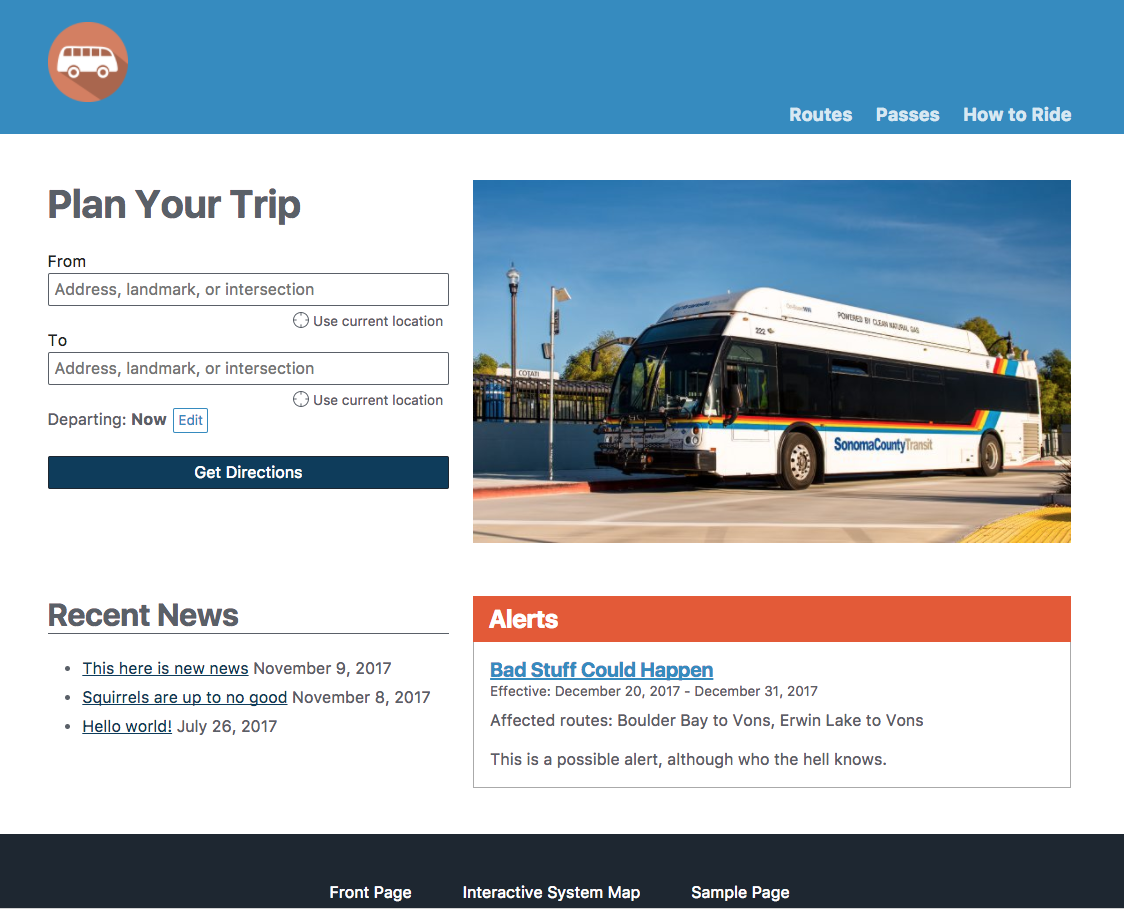 Routes Passes How to Ride
Plan Your Trip
From
Address, landmark, or intersection
Use current location
To
Address, landmark, or intersection
Use current location
Departing: Now Edit
Get Directions
222
POWERED BY CLEAN NATURAL GAS
COTATI
SonomaCountyTransit
Recent News
This here is new news November 9, 2017
Squirrels are up to no good November 8, 2017
Hello world! July 26, 2017
Alerts
Bad Stuff Could Happen
Effective: December 20, 2017 - December 31, 2017
Affected routes: Boulder Bay to Vons, Erwin Lake to Vons
This is a possible alert, although who the hell knows.
Front Page Interactive System Map Sample Page